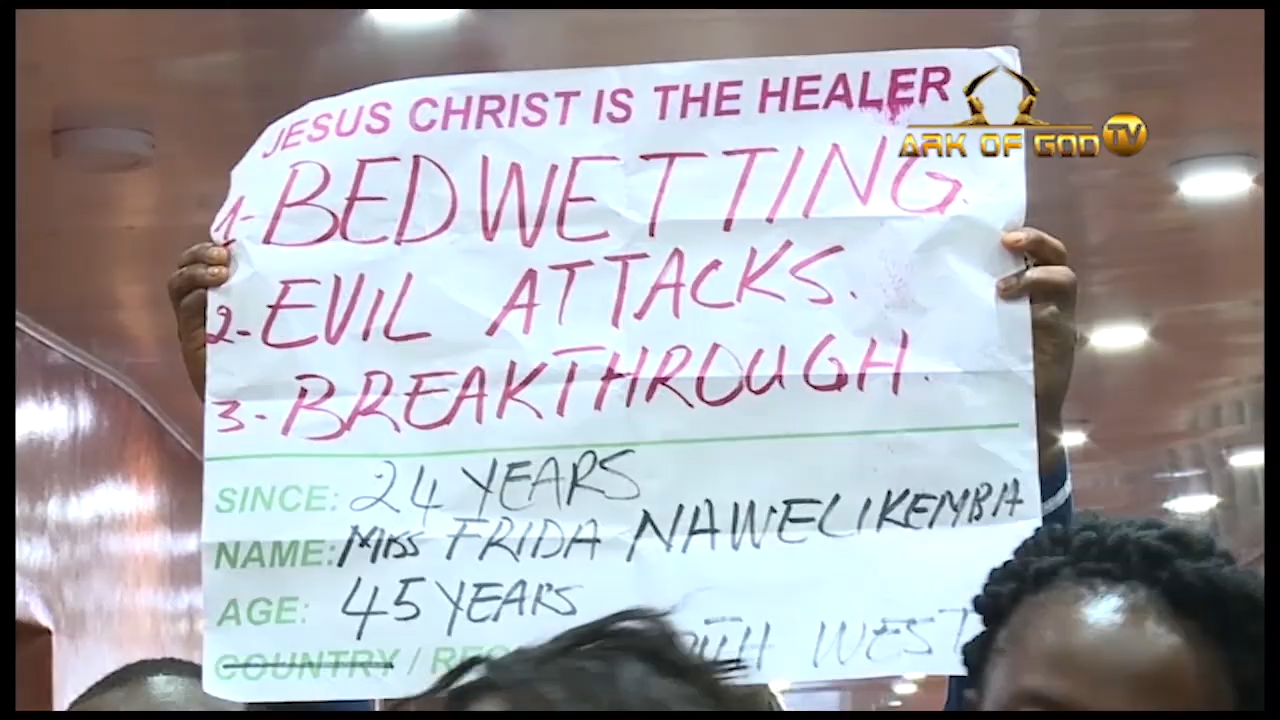 JESUS CHRIST IS THE HEALER
ARK OF GOD TV
1- BEDWETTING.
2- EVIL ATTACKS.
3- BREAKTHROUGH.
SINCE: 24 YEARS
NAME: MISS FRIDA NAWELIKEMBA
AGE: 45 YEARS
COUNTRY / WEST